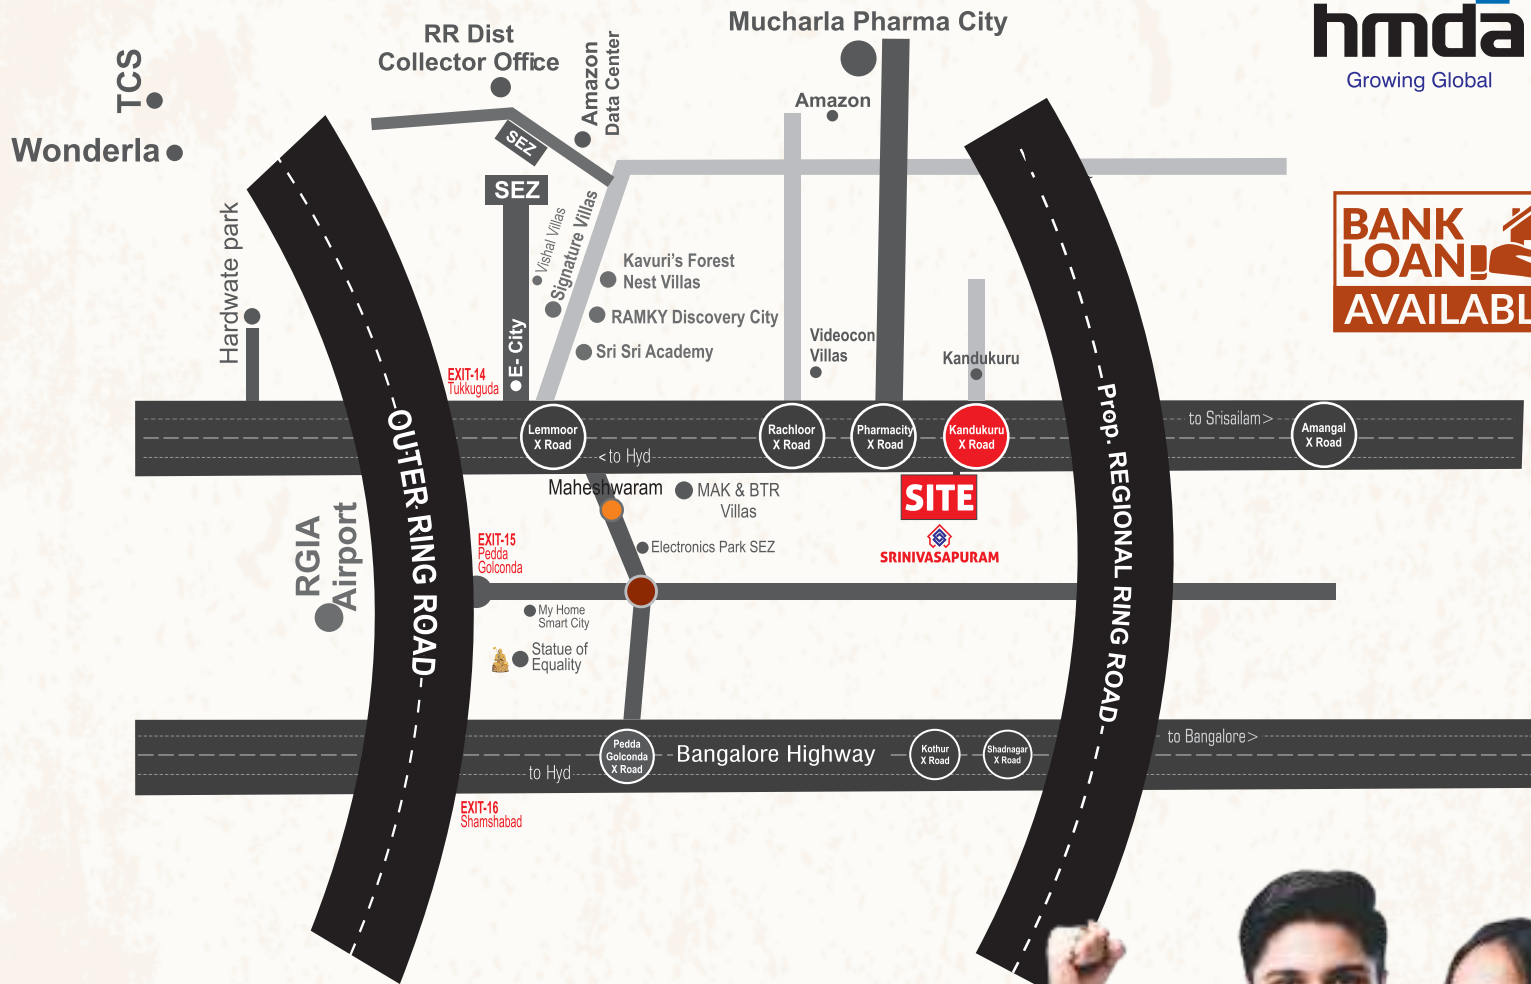 Mucharla Pharma City
hmda
Growing Global
RR Dist
Collector Office
Amazon
Data Center
TCS
Wonderla
Amazon
SEZ
SEZ
BANK
LOAN
AVAILABL
Hardwate park
Vishal Villas
Signature Villas
Kavuri's Forest
Nest Villas
RAMKY Discovery City
Sri Sri Academy
E- City
Videocon
Villas
Kandukuru
EXIT-14
Tukkuguda
OUTER RING ROAD
Prop. REGIONAL RING ROAD
Lemmoor
X Road
Rachloor
X Road
Pharmacity
X Road
Kandukuru
X Road
to Srisailam>
Amangal
X Road
<to Hyd
Maheshwaram
MAK & BTR
Villas
SITE
SRINIVASAPURAM
RGIA
Airport
EXIT-15
Pedda
Golconda
Electronics Park SEZ
My Home
Smart City
Statue of
Equality
Pedda
Golconda
X Road
Bangalore Highway
Kothur
X Road
Shadnagar
X Road
to Bangalore>
to Hyd
EXIT-16
Shamshabad